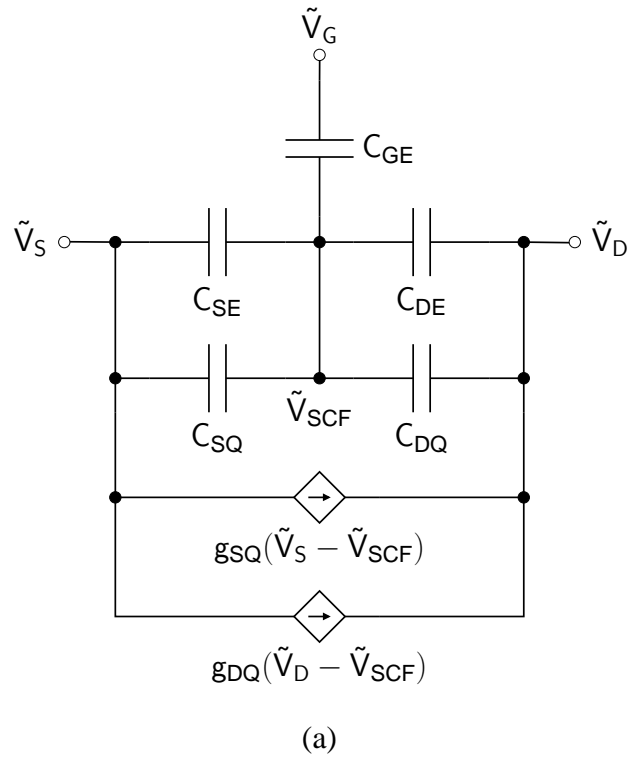 Ṽ_G
C_GE
Ṽ_S
Ṽ_D
C_SE
C_DE
Ṽ_SCF
C_SQ
C_DQ
g_SQ(Ṽ_S − Ṽ_SCF)
g_DQ(Ṽ_D − Ṽ_SCF)
(a)